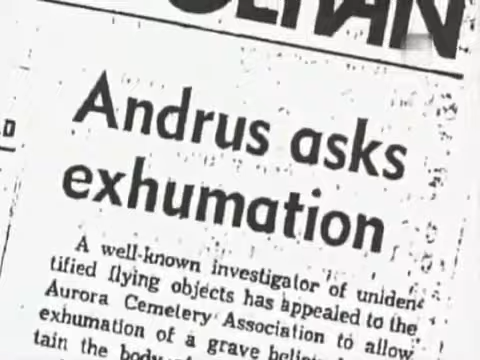 Andrus asks
exhumation
A well-known investigator of uniden-
tified flying objects has appealed to the
Aurora Cemetery Association to allow
exhumation of a grave
tain the body